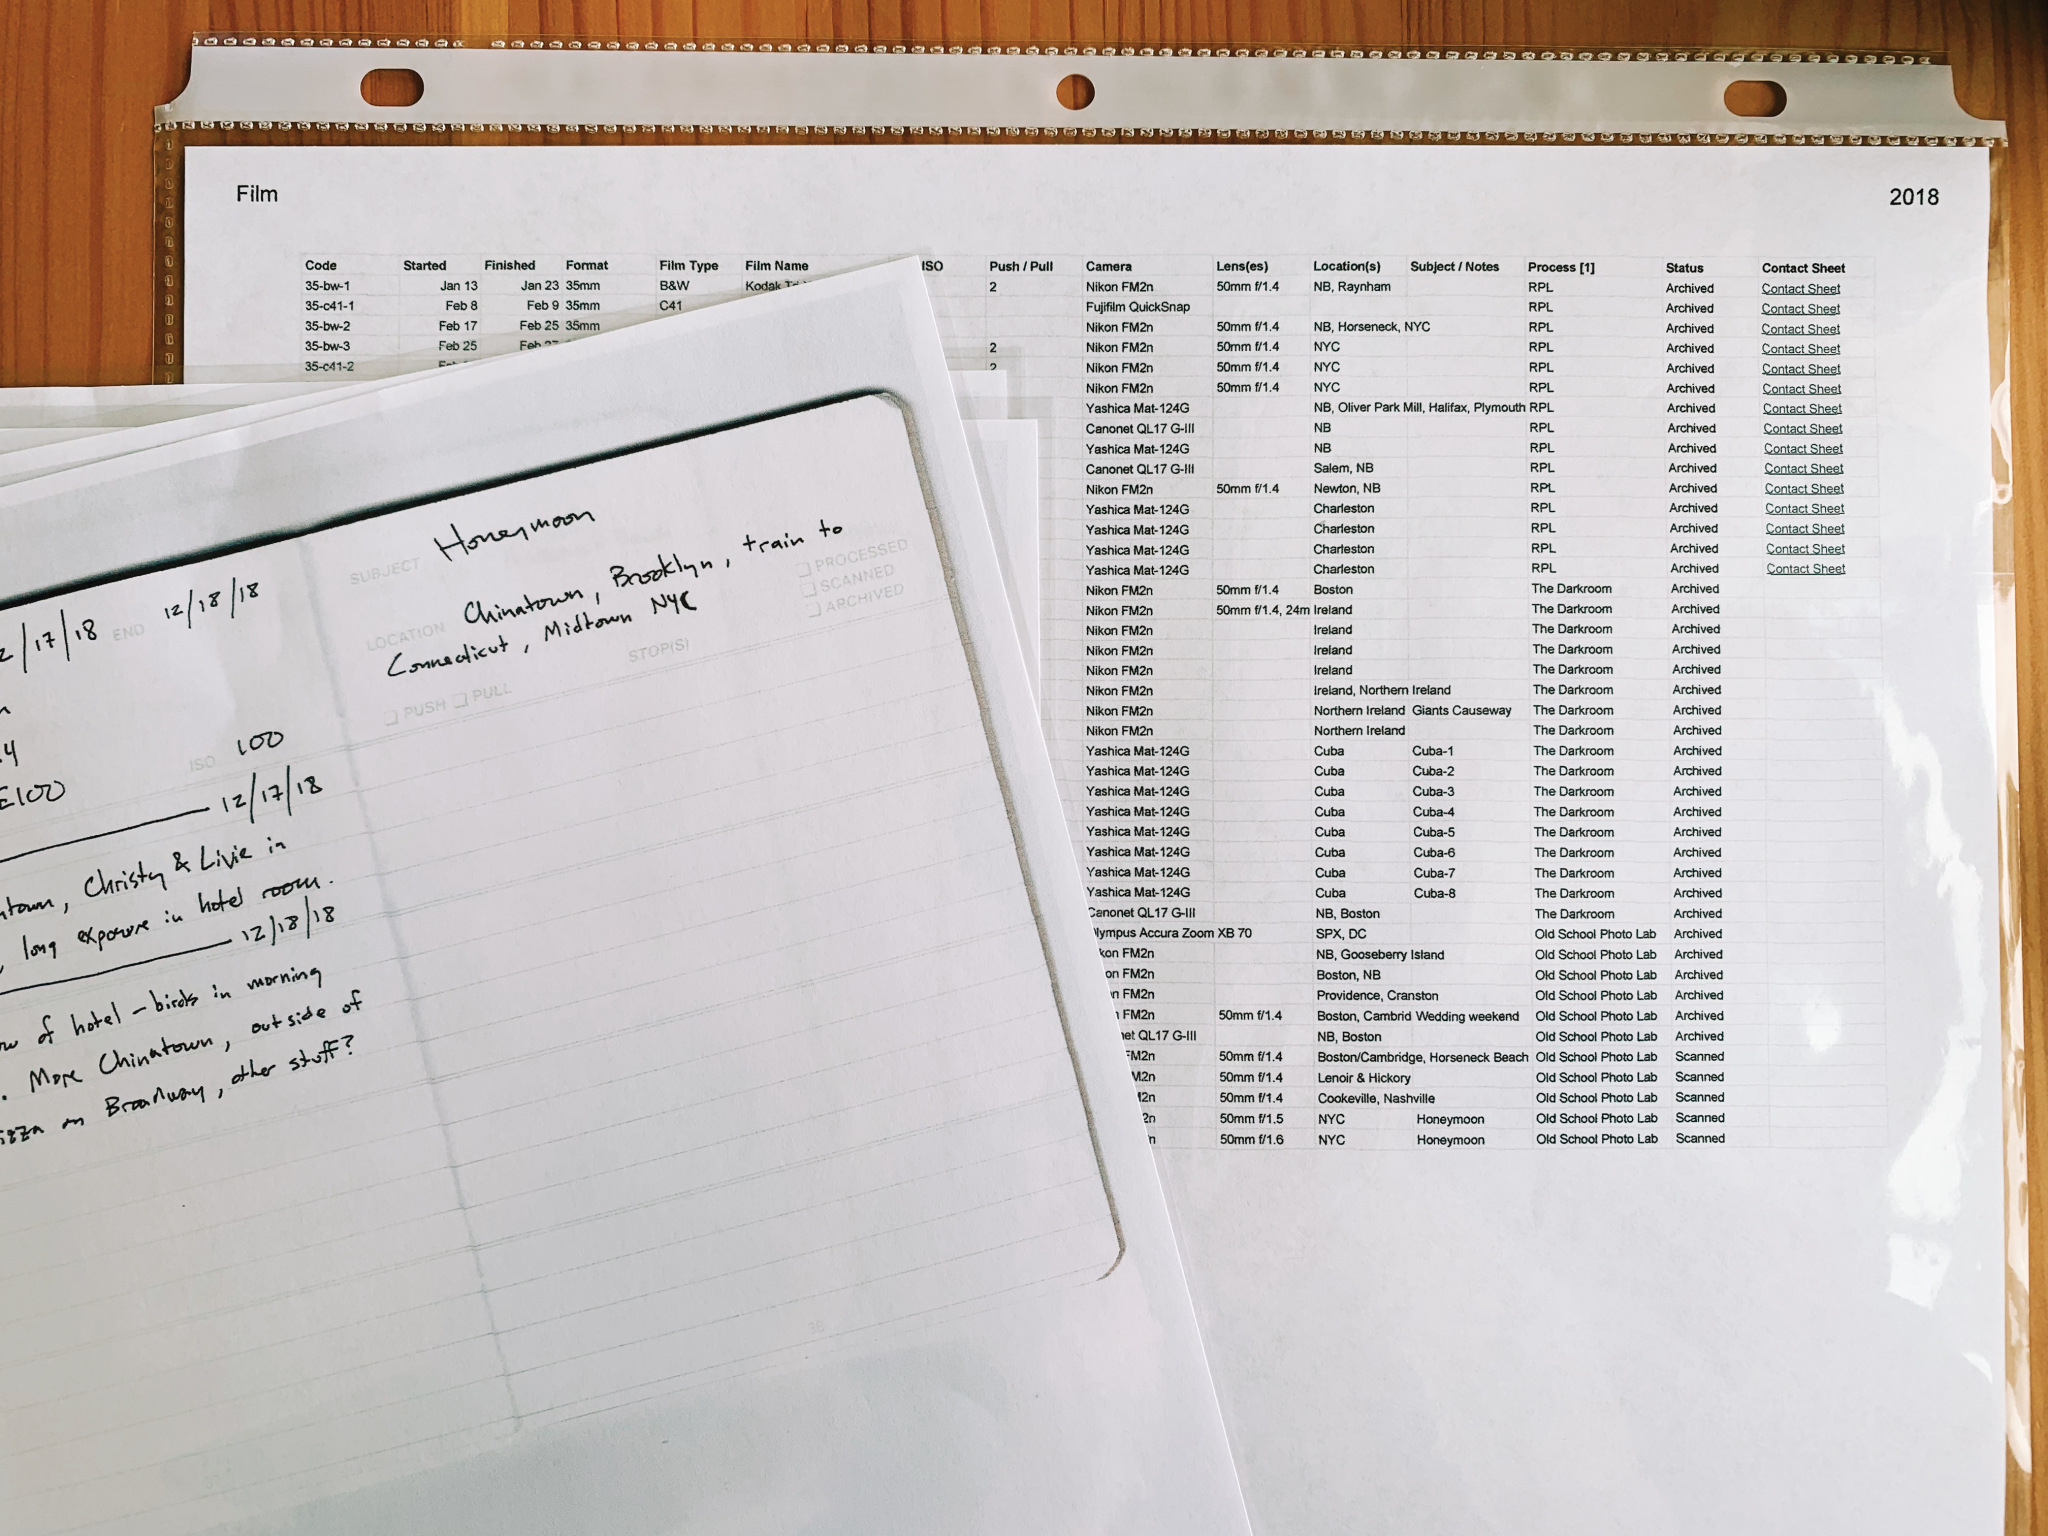 Film 2018
Code Started Finished Format Film Type Film Name ISO Push / Pull Camera Lens(es) Location(s) Subject / Notes Process [1] Status Contact Sheet
35-bw-1 Jan 13 Jan 23 35mm B&W Kodak 2 Nikon FM2n 50mm f/1.4 NB, Raynham RPL Archived Contact Sheet
35-c41-1 Feb 8 Feb 9 35mm C41 Fujifilm QuickSnap RPL Archived Contact Sheet
35-bw-2 Feb 17 Feb 25 35mm Nikon FM2n 50mm f/1.4 NB, Horseneck, NYC RPL Archived Contact Sheet
35-bw-3 Feb 25 Feb 2 Nikon FM2n 50mm f/1.4 NYC RPL Archived Contact Sheet
35-c41-2 2 Nikon FM2n 50mm f/1.4 NYC RPL Archived Contact Sheet
Nikon FM2n 50mm f/1.4 NYC RPL Archived Contact Sheet
Yashica Mat-124G NB, Oliver Park Mill, Halifax, Plymouth RPL Archived Contact Sheet
Canonet QL17 G-III NB RPL Archived Contact Sheet
Yashica Mat-124G NB RPL Archived Contact Sheet
Canonet QL17 G-III Salem, NB RPL Archived Contact Sheet
Nikon FM2n 50mm f/1.4 Newton, NB RPL Archived Contact Sheet
Yashica Mat-124G Charleston RPL Archived Contact Sheet
Yashica Mat-124G Charleston RPL Archived Contact Sheet
Yashica Mat-124G Charleston RPL Archived Contact Sheet
Yashica Mat-124G Charleston RPL Archived Contact Sheet
Nikon FM2n 50mm f/1.4 Boston The Darkroom Archived
Nikon FM2n 50mm f/1.4, 24m Ireland The Darkroom Archived
Nikon FM2n Ireland The Darkroom Archived
Nikon FM2n Ireland The Darkroom Archived
Nikon FM2n Ireland The Darkroom Archived
Nikon FM2n Ireland, Northern Ireland The Darkroom Archived
Nikon FM2n Northern Ireland Giants Causeway The Darkroom Archived
Nikon FM2n Northern Ireland The Darkroom Archived
Yashica Mat-124G Cuba Cuba-1 The Darkroom Archived
Yashica Mat-124G Cuba Cuba-2 The Darkroom Archived
Yashica Mat-124G Cuba Cuba-3 The Darkroom Archived
Yashica Mat-124G Cuba Cuba-4 The Darkroom Archived
Yashica Mat-124G Cuba Cuba-5 The Darkroom Archived
Yashica Mat-124G Cuba Cuba-6 The Darkroom Archived
Yashica Mat-124G Cuba Cuba-7 The Darkroom Archived
Yashica Mat-124G Cuba Cuba-8 The Darkroom Archived
Canonet QL17 G-III NB, Boston The Darkroom Archived
lympus Accura Zoom XB 70 SPX, DC Old School Photo Lab Archived
kon FM2n NB, Gooseberry Island Old School Photo Lab Archived
on FM2n Boston, NB Old School Photo Lab Archived
n FM2n Providence, Cranston Old School Photo Lab Archived
FM2n 50mm f/1.4 Boston, Cambrid Wedding weekend Old School Photo Lab Archived
net QL17 G-III NB, Boston Old School Photo Lab Archived
FM2n 50mm f/1.4 Boston/Cambridge, Horseneck Beach Old School Photo Lab Scanned
M2n 50mm f/1.4 Lenoir & Hickory Old School Photo Lab Scanned
2n 50mm f/1.4 Cookeville, Nashville Old School Photo Lab Scanned
2n 50mm f/1.5 NYC Honeymoon Old School Photo Lab Scanned
n 50mm f/1.6 NYC Honeymoon Old School Photo Lab Scanned
2/17/18 END 12/18/18
n
.4 ISO 100
E100
12/17/18
ntown, Christy & Livie in
, long exposure in hotel room.
12/18/18
ow of hotel - birds in morning
. More Chinatown, outside of
izza on Broadway, other stuff?
SUBJECT Honeymoon
LOCATION Chinatown, Brooklyn, train to
Connecticut, Midtown NYC
PROCESSED
SCANNED
ARCHIVED
PUSH PULL STOP(S)
36